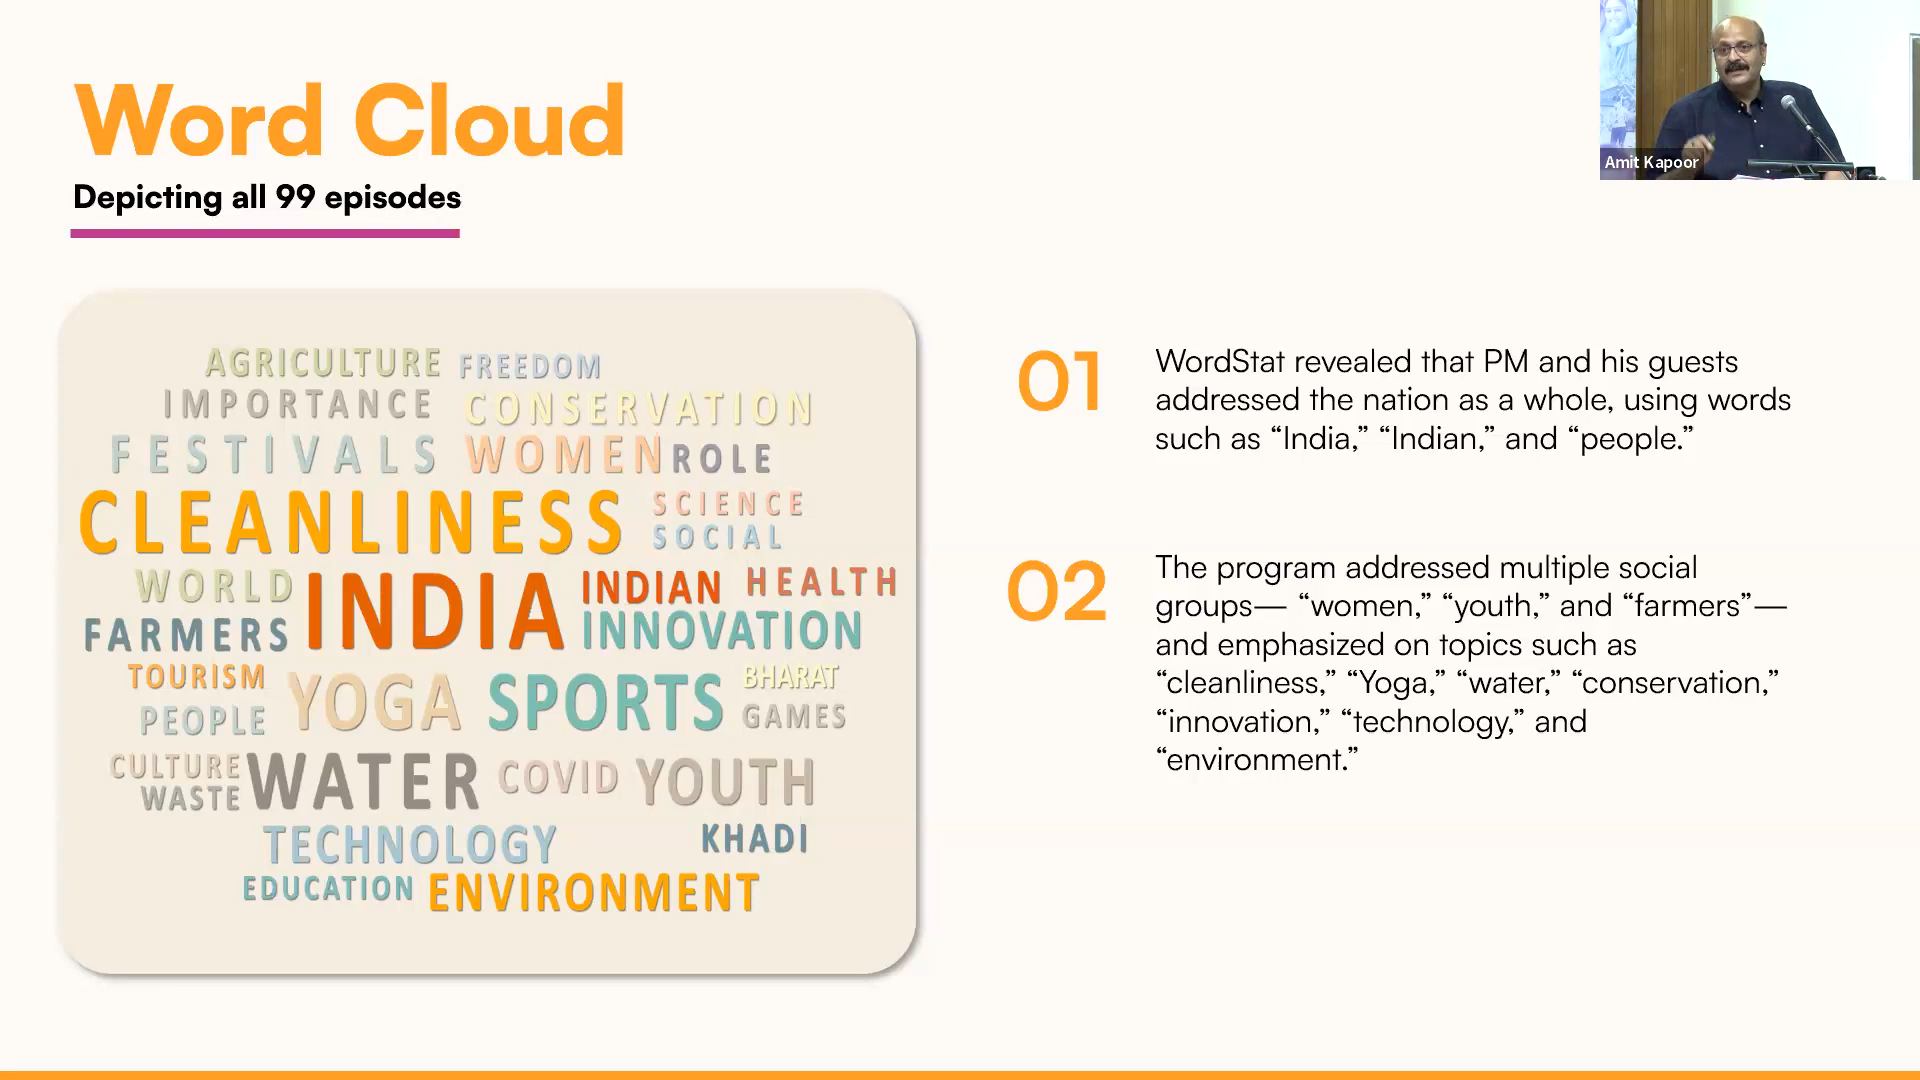 Word Cloud
Depicting all 99 episodes
Amit Kapoor
AGRICULTURE FREEDOM
IMPORTANCE CONSERVATION
FESTIVALS WOMEN ROLE
CLEANLINESS SCIENCE
SOCIAL
WORLD INDIA INDIAN HEALTH
FARMERS INNOVATION
TOURISM YOGA SPORTS BHARAT
PEOPLE GAMES
CULTURE WATER COVID YOUTH
WASTE
TECHNOLOGY KHADI
EDUCATION ENVIRONMENT
01
WordStat revealed that PM and his guests
addressed the nation as a whole, using words
such as “India,” “Indian,” and “people.”
02
The program addressed multiple social
groups— “women,” “youth,” and “farmers”—
and emphasized on topics such as
“cleanliness,” “Yoga,” “water,” “conservation,”
“innovation,” “technology,” and
“environment.”